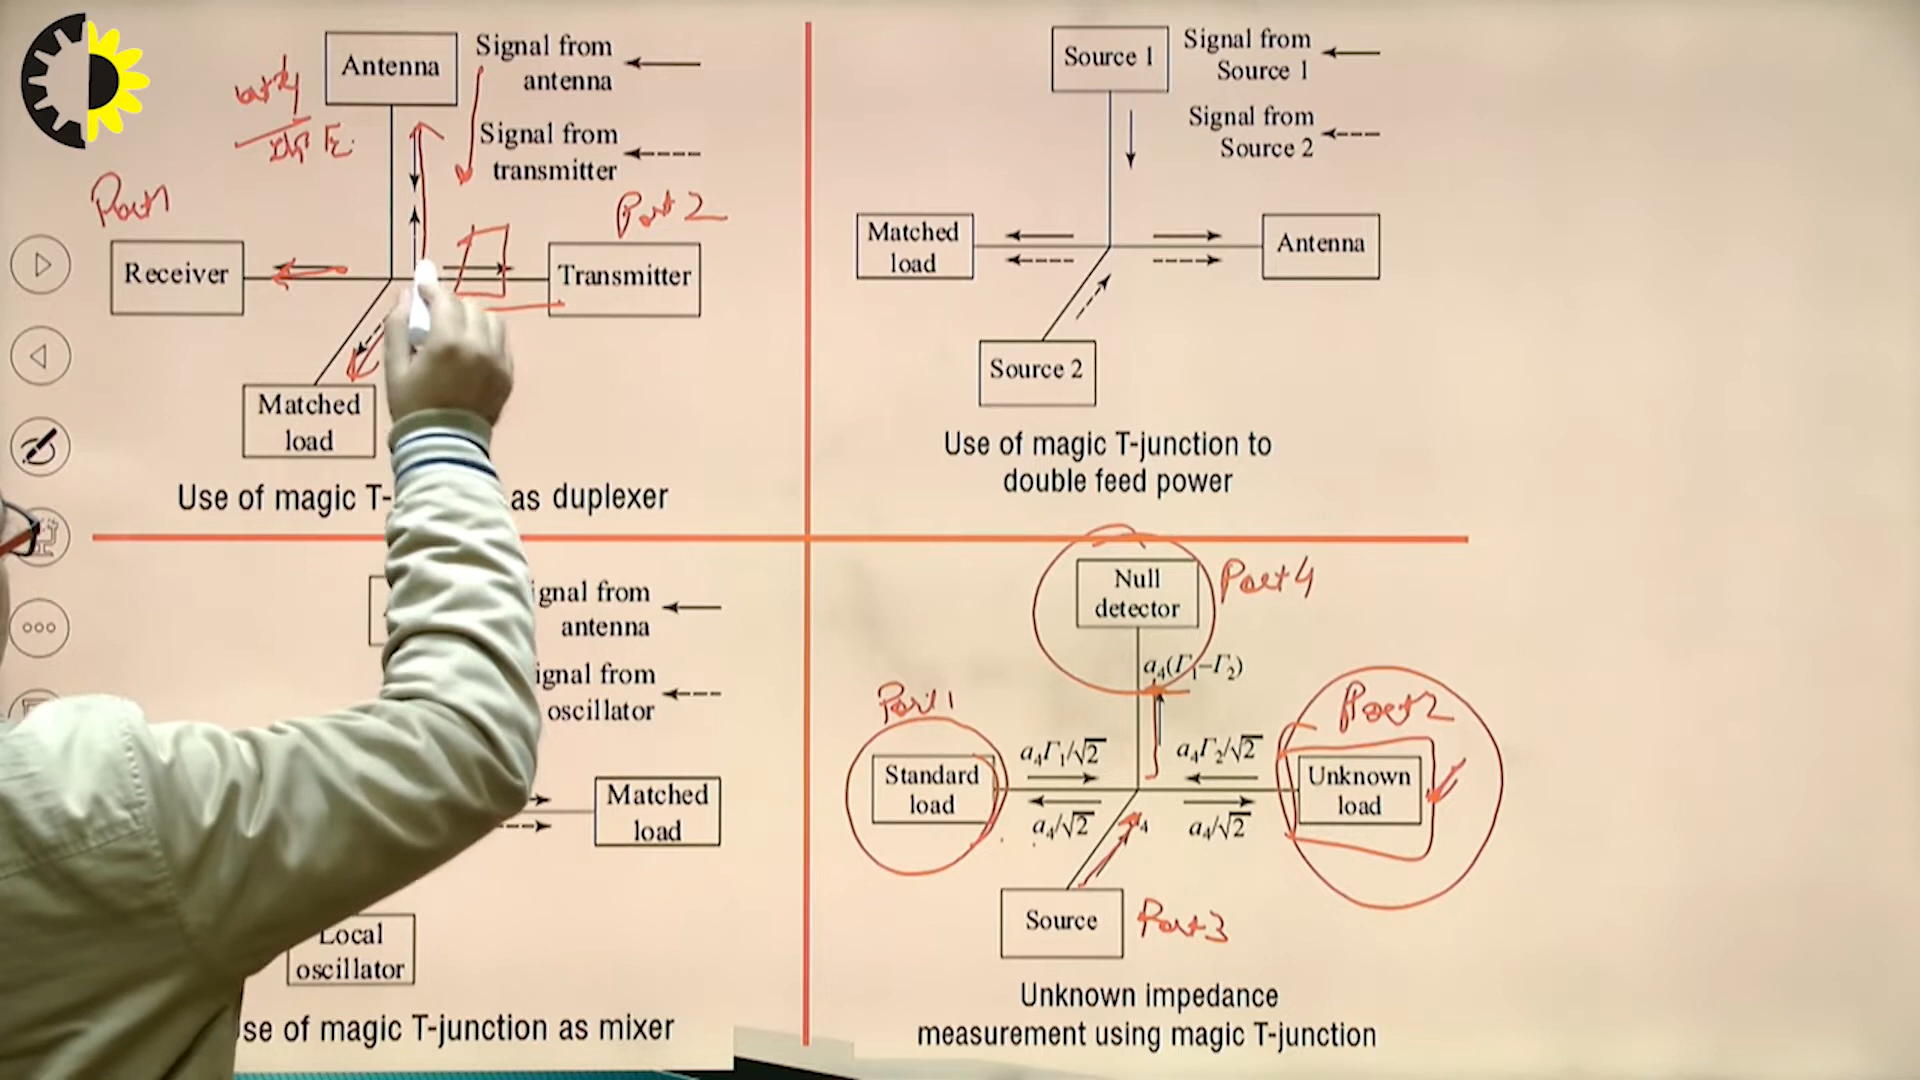 Antenna
Signal from
antenna
Signal from
transmitter
Port 1
Port 2
Receiver
Transmitter
Matched
load
Use of magic T-
as duplexer
Source 1
Signal from
Source 1
Signal from
Source 2
Matched
load
Antenna
Source 2
Use of magic T-junction to
double feed power
gnal from
antenna
ignal from
oscillator
Matched
load
Local
oscillator
se of magic T-junction as mixer
Null
detector
Port 4
a₄(Γ₁–Γ₂)
Port 1
Port 2
a₄Γ₁/√2
a₄Γ₂/√2
Standard
load
Unknown
load
a₄/√2
a₄
a₄/√2
Source
Port 3
Unknown impedance
measurement using magic T-junction